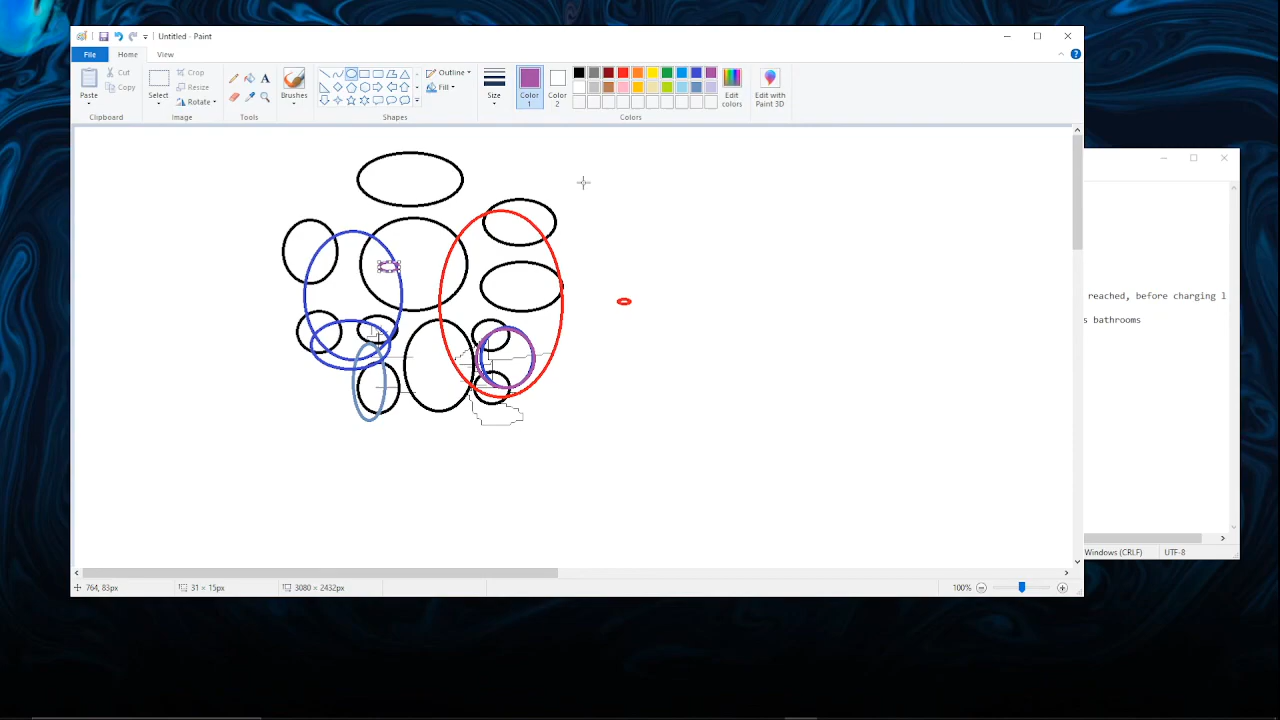 Untitled - Paint
File
Home
View
Paste
Cut
Copy
Clipboard
Select
Crop
Resize
Rotate
Image
A
Tools
Brushes
Outline
Fill
Shapes
Size
Color
1
Color
2
Edit
colors
Colors
Edit with
Paint 3D
reached, before charging l
s bathrooms
Windows (CRLF)
UTF-8
764, 83px
31 × 15px
3080 × 2432px
100%